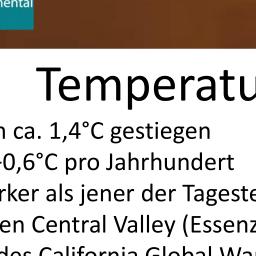 mental
Temperatu
n ca. 1,4°C gestiegen
-0,6°C pro Jahrhundert
rker als jener der Tageste
en Central Valley (Essenz
des California Global Wa